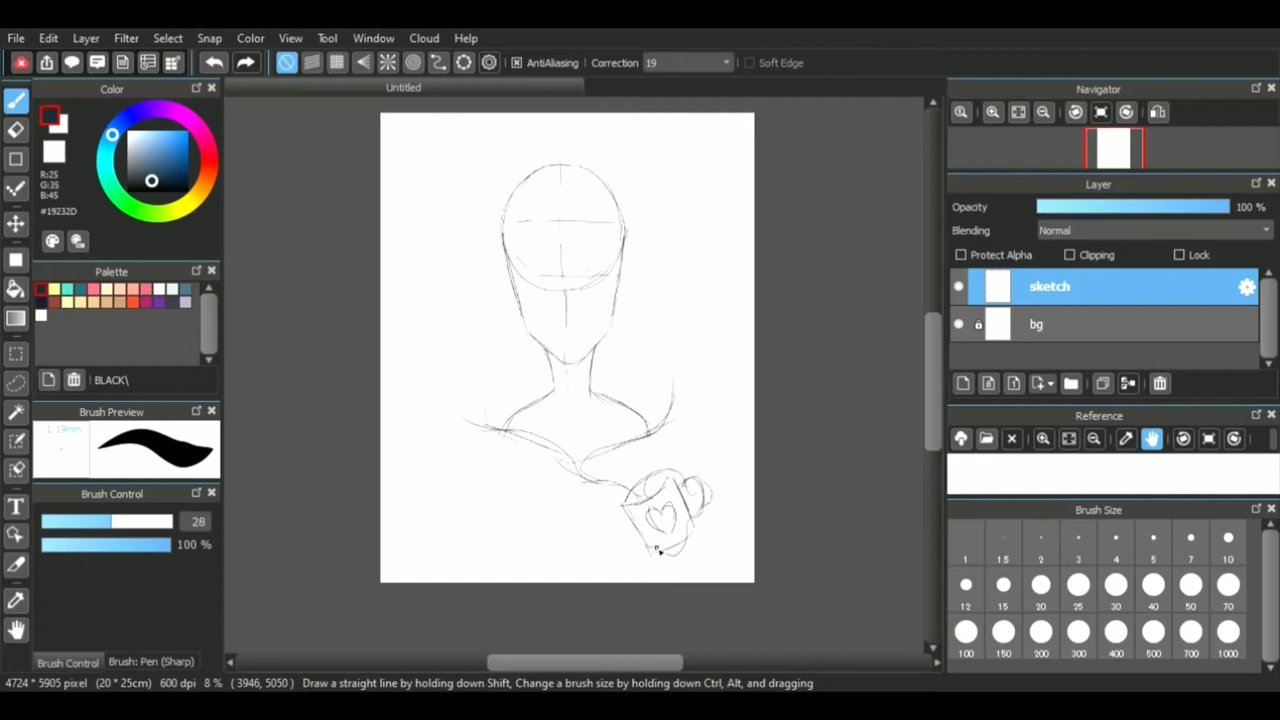 File Edit Layer Filter Select Snap Color View Tool Window Cloud Help
AntiAliasing Correction 19 Soft Edge
Color
Untitled
Navigator
R:25
G:35
B:45
#19232D
Layer
Opacity 100 %
Blending Normal
Protect Alpha Clipping Lock
Palette
sketch
bg
BLACK\
Brush Preview
1.19mm
Reference
Brush Control
28
100 %
T
Brush Size
1 1.5 2 3 4 5 7 10
12 15 20 25 30 40 50 70
100 150 200 300 400 500 700 1000
Brush Control Brush: Pen (Sharp)
4724 * 5905 pixel (20 * 25cm) 600 dpi 8 % ( 3946, 5050 ) Draw a straight line by holding down Shift, Change a brush size by holding down Ctrl, Alt, and dragging